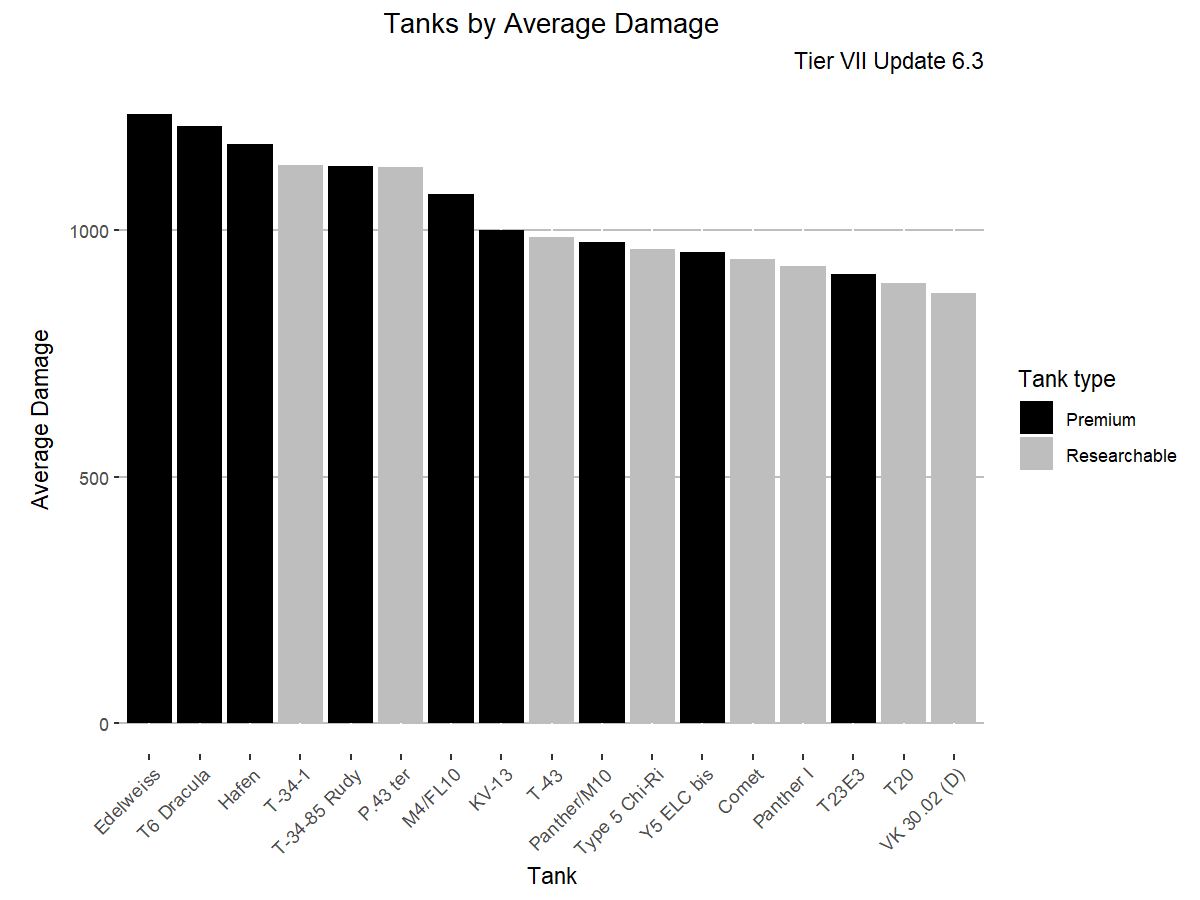 Tanks by Average Damage
Tier VII Update 6.3
Average Damage
1000
500
0
Edelweiss
T6 Dracula
Hafen
T-34-1
T-34-85 Rudy
P.43 ter
M4/FL10
KV-13
T-43
Panther/M10
Type 5 Chi-Ri
Y5 ELC bis
Comet
Panther I
T23E3
T20
VK 30.02 (D)
Tank
Tank type
Premium
Researchable